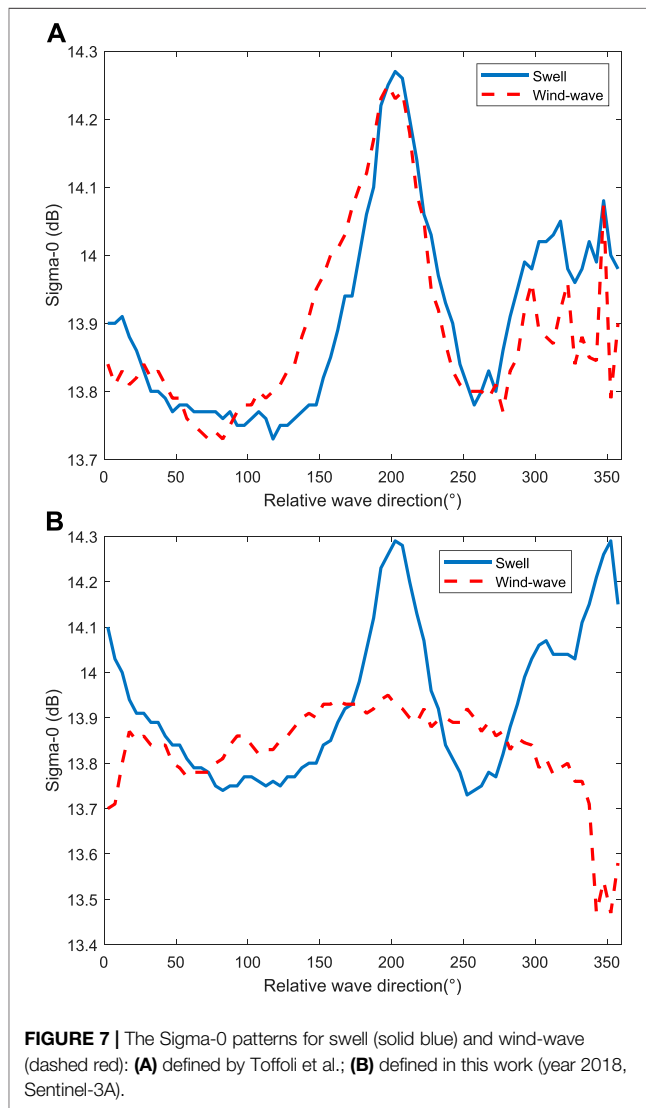 A
14.3
14.2
14.1
14
13.9
13.8
13.7
Sigma-0 (dB)
Swell
Wind-wave
0 50 100 150 200 250 300 350
Relative wave direction(°)
B
14.3
14.2
14.1
14
13.9
13.8
13.7
13.6
13.5
13.4
Sigma-0 (dB)
Swell
Wind-wave
0 50 100 150 200 250 300 350
Relative wave direction(°)
FIGURE 7 | The Sigma-0 patterns for swell (solid blue) and wind-wave
(dashed red): (A) defined by Toffoli et al.; (B) defined in this work (year 2018,
Sentinel-3A).